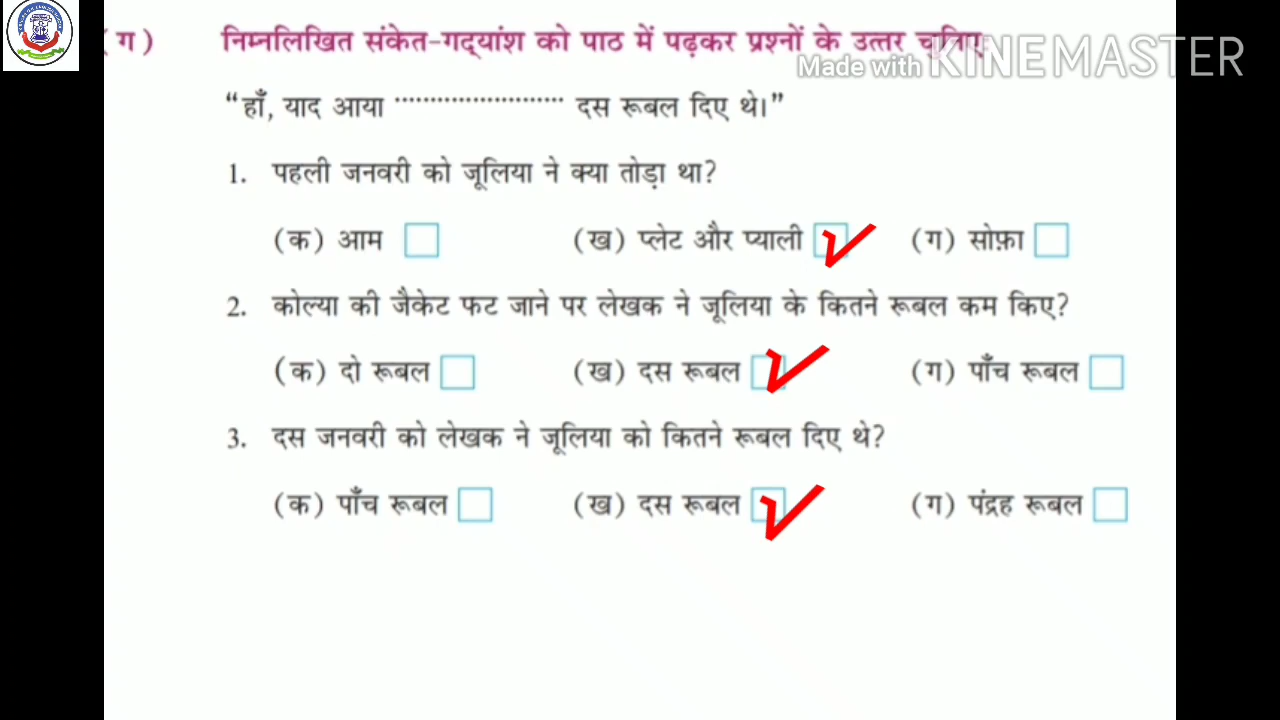 ( ग ) निम्नलिखित संकेत-गद्यांश को पाठ में पढ़कर प्रश्नों के उत्तर चुनिए:
Made with KINEMASTER
“हाँ, याद आया ........................ दस रूबल दिए थे।”
1. पहली जनवरी को जूलिया ने क्या तोड़ा था?
(क) आम (ख) प्लेट और प्याली (ग) सोफ़ा
2. कोल्या की जैकेट फट जाने पर लेखक ने जूलिया के कितने रूबल कम किए?
(क) दो रूबल (ख) दस रूबल (ग) पाँच रूबल
3. दस जनवरी को लेखक ने जूलिया को कितने रूबल दिए थे?
(क) पाँच रूबल (ख) दस रूबल (ग) पंद्रह रूबल